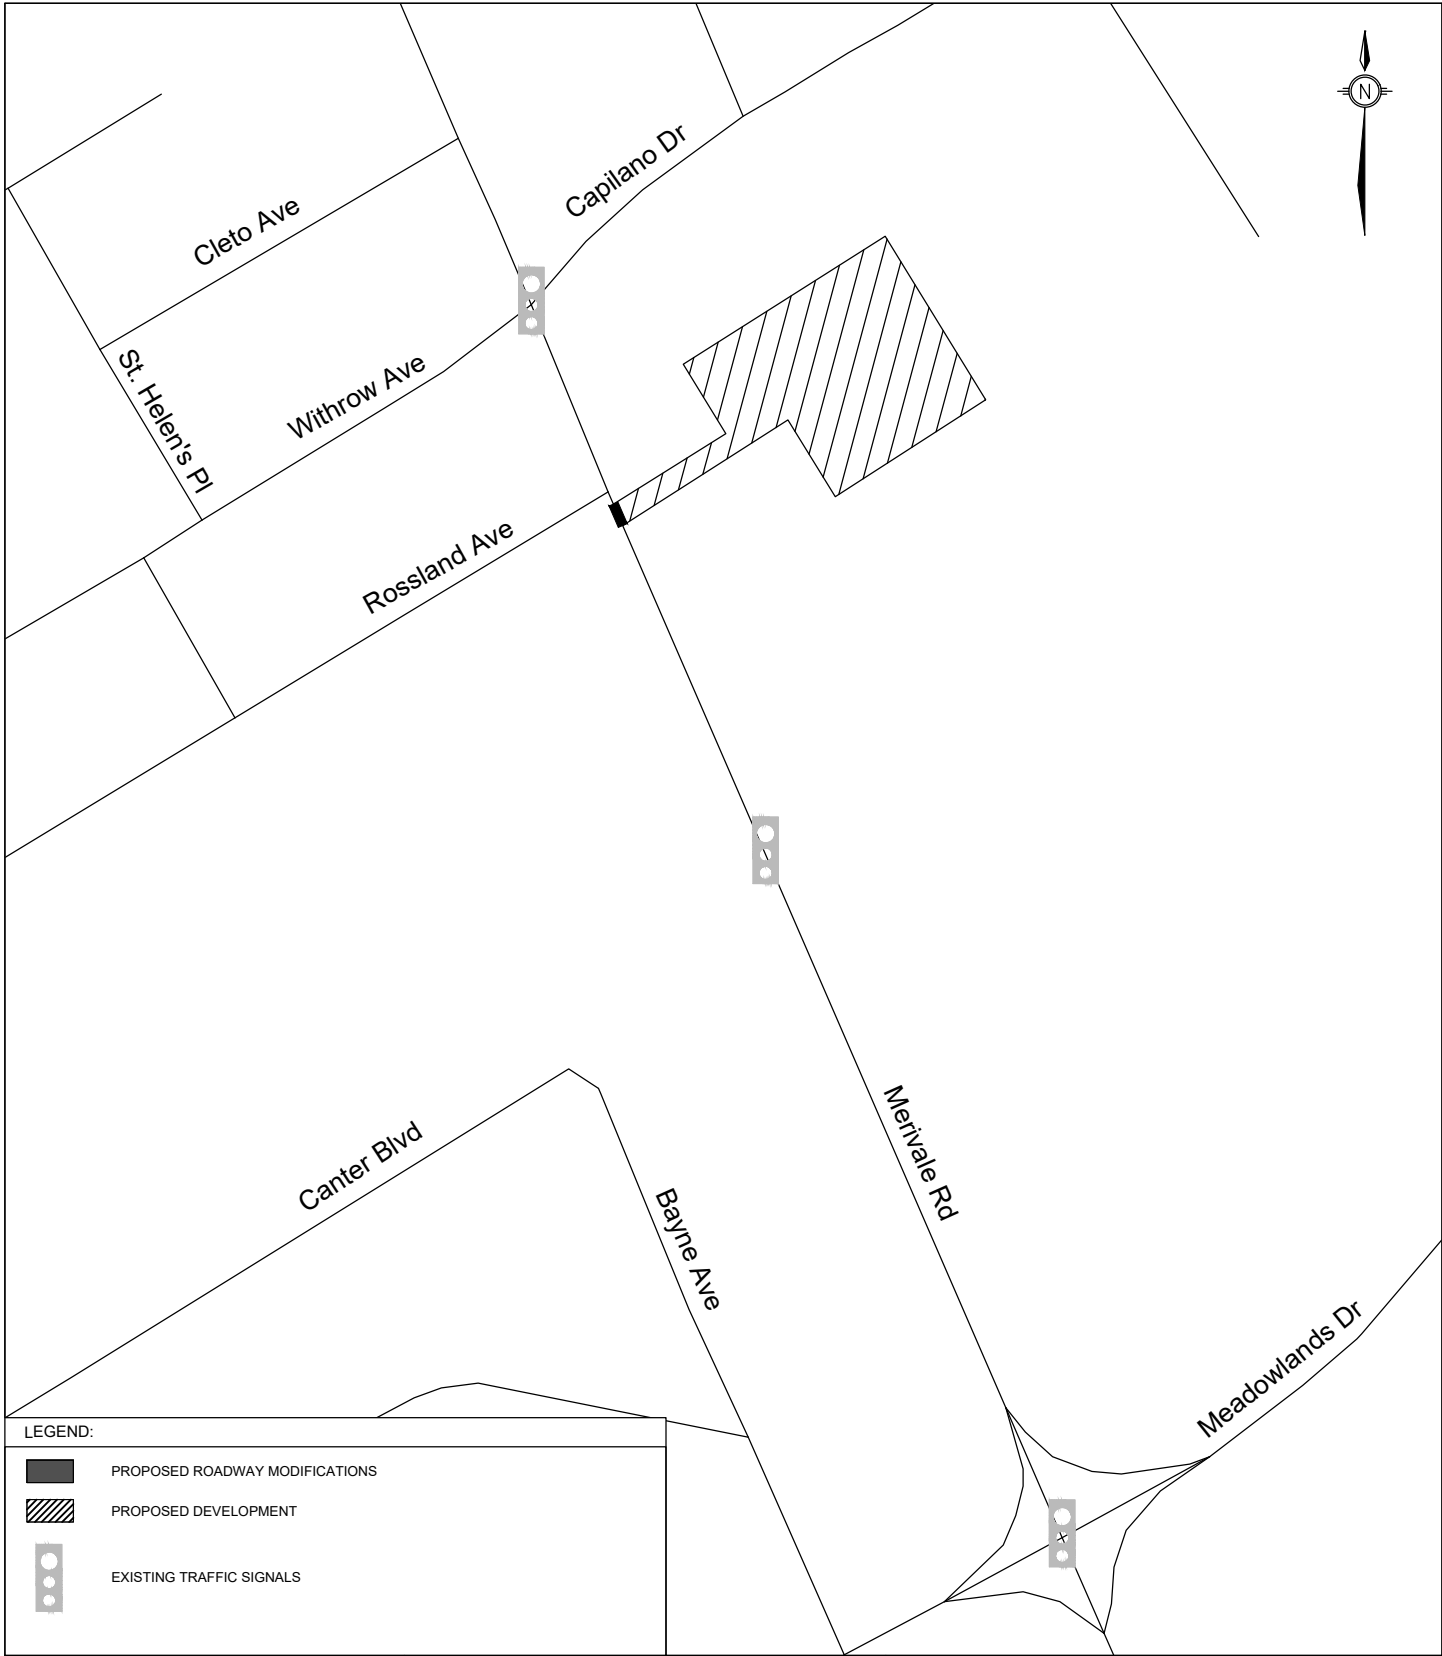 N
Capilano Dr
Cleto Ave
St. Helen's Pl
Withrow Ave
Rossland Ave
Merivale Rd
Canter Blvd
Bayne Ave
Meadowlands Dr
LEGEND:
PROPOSED ROADWAY MODIFICATIONS
PROPOSED DEVELOPMENT
EXISTING TRAFFIC SIGNALS